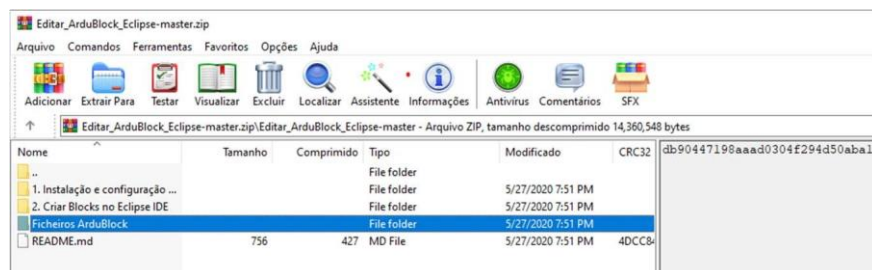 Editar_ArduBlock_Eclipse-master.zip
Arquivo Comandos Ferramentas Favoritos Opções Ajuda
Adicionar Extrair Para Testar Visualizar Excluir Localizar Assistente Informações Antivírus Comentários SFX
Editar_ArduBlock_Eclipse-master.zip\Editar_ArduBlock_Eclipse-master - Arquivo ZIP, tamanho descomprimido 14,360,548 bytes
Nome Tamanho Comprimido Tipo Modificado CRC32 db90447198aaad0304f294d50aba1
.. File folder
1. Instalação e configuração ... File folder 5/27/2020 7:51 PM
2. Criar Blocks no Eclipse IDE File folder 5/27/2020 7:51 PM
Ficheiros ArduBlock File folder 5/27/2020 7:51 PM
README.md 756 427 MD File 5/27/2020 7:51 PM 4DCC84